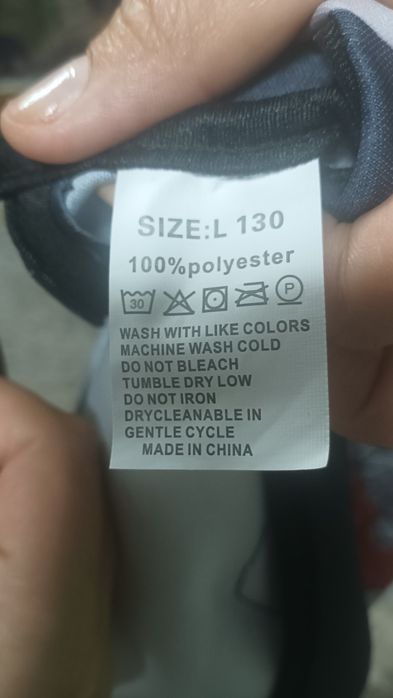 SIZE:L 130
100%polyester
30 P
WASH WITH LIKE COLORS
MACHINE WASH COLD
DO NOT BLEACH
TUMBLE DRY LOW
DO NOT IRON
DRYCLEANABLE IN
GENTLE CYCLE
MADE IN CHINA